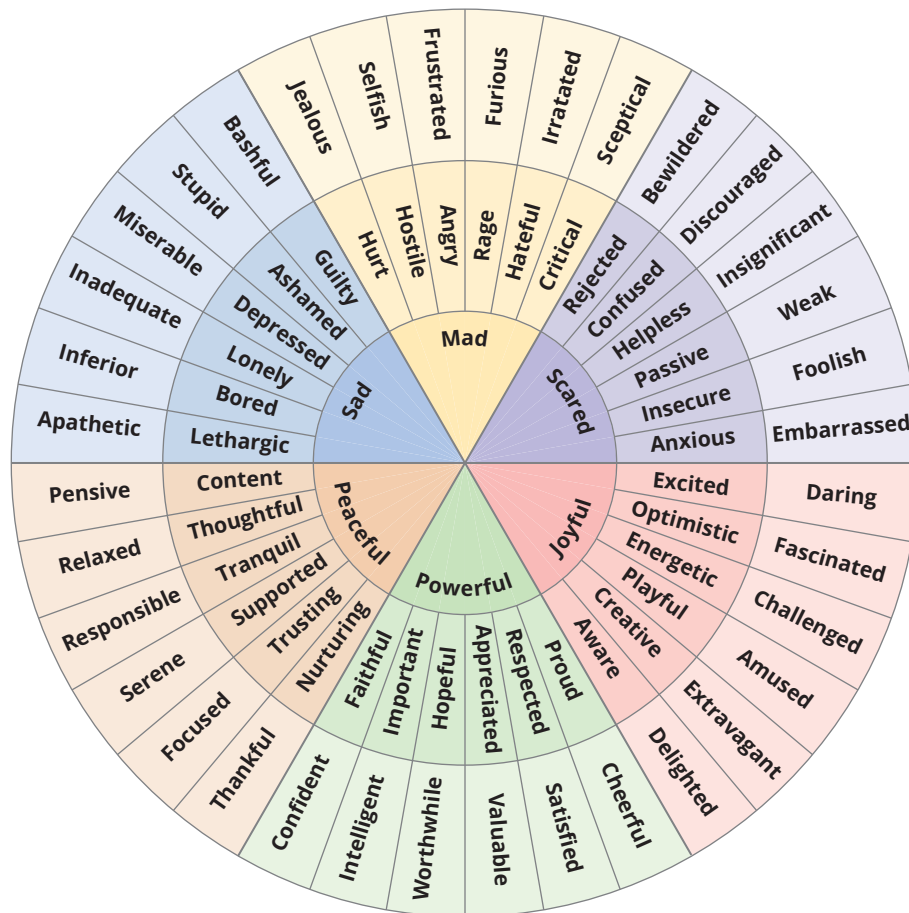 Mad
Scared
Joyful
Powerful
Peaceful
Sad
Hurt
Hostile
Angry
Rage
Hateful
Critical
Rejected
Confused
Helpless
Passive
Insecure
Anxious
Excited
Optimistic
Energetic
Playful
Creative
Aware
Proud
Respected
Appreciated
Hopeful
Important
Faithful
Nurturing
Trusting
Supported
Tranquil
Thoughtful
Content
Lethargic
Bored
Lonely
Depressed
Ashamed
Guilty
Jealous
Selfish
Frustrated
Furious
Irratated
Sceptical
Bewildered
Discouraged
Insignificant
Weak
Foolish
Embarrassed
Daring
Fascinated
Challenged
Amused
Extravagant
Delighted
Cheerful
Satisfied
Valuable
Worthwhile
Intelligent
Confident
Thankful
Focused
Serene
Responsible
Relaxed
Pensive
Apathetic
Inferior
Inadequate
Miserable
Stupid
Bashful